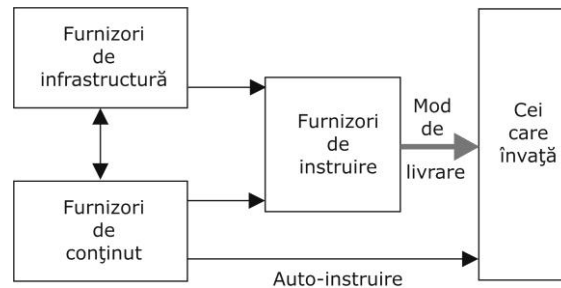 Furnizori
de
infrastructură
Furnizori
de
conţinut
Furnizori
de
instruire
Mod
de
livrare
Cei
care
învaţă
Auto-instruire